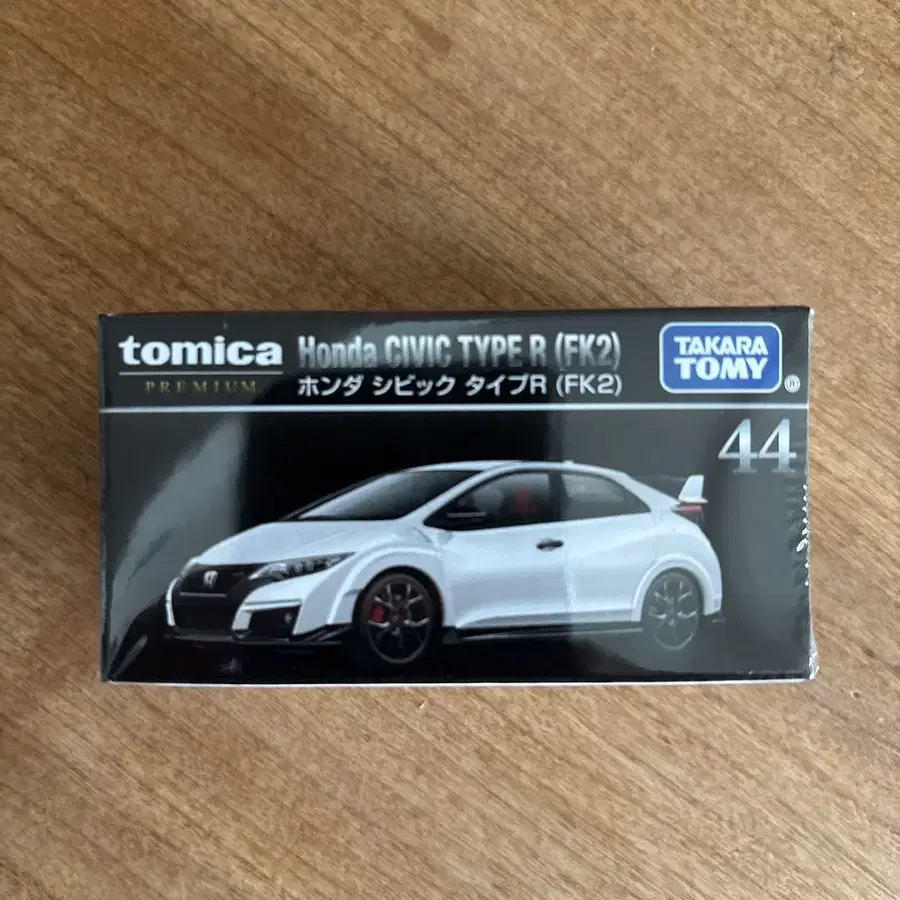 tomica
PREMIUM
Honda CIVIC TYPE R (FK2)
ホンダ シビック タイプR (FK2)
TAKARA
TOMY
®
44